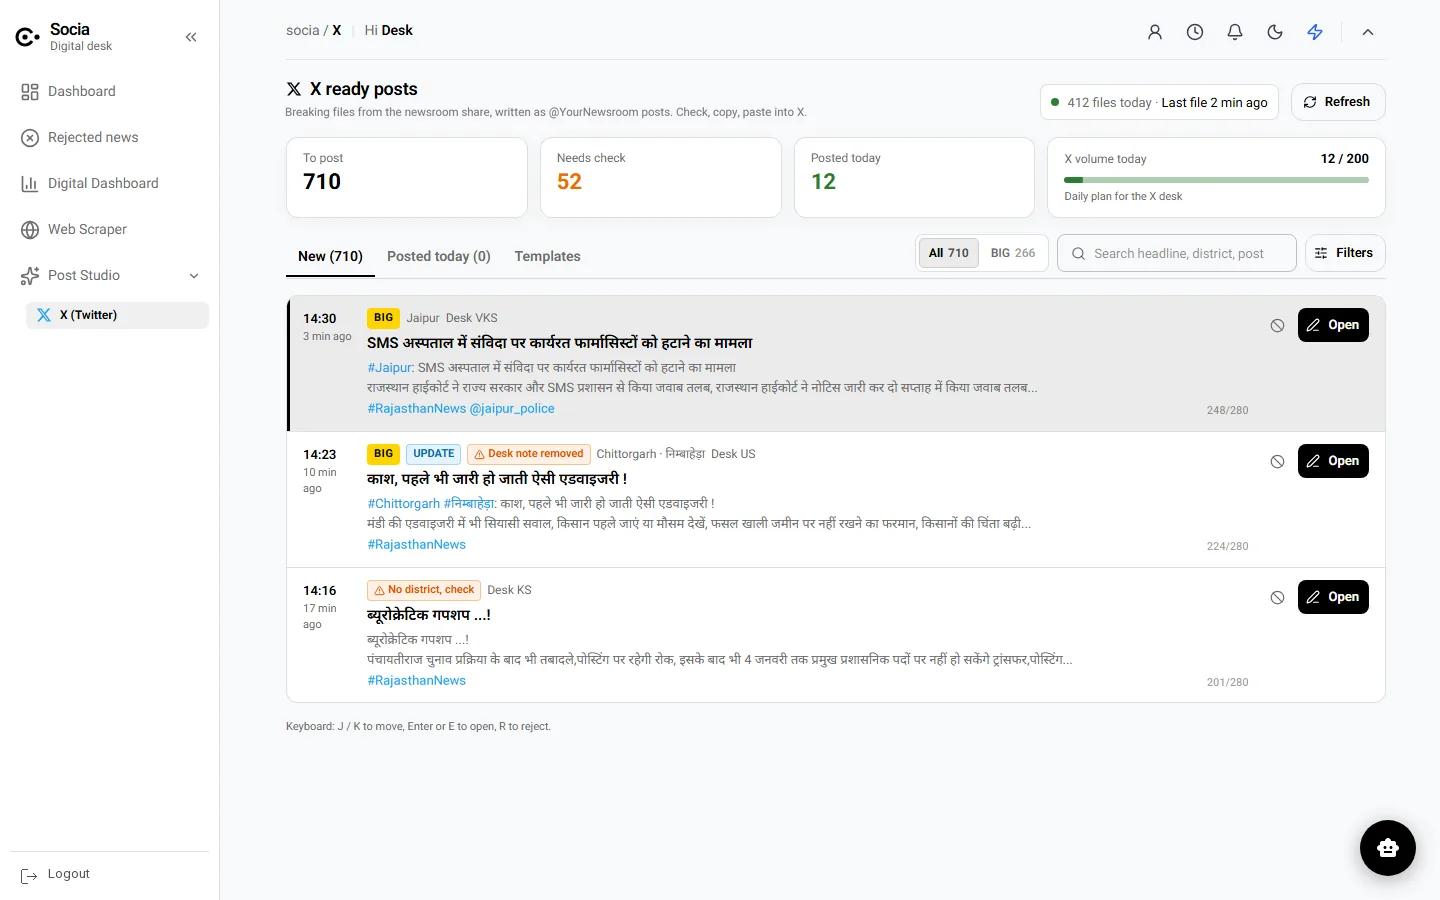 Socia
Digital desk
Dashboard
Rejected news
Digital Dashboard
Web Scraper
Post Studio
X (Twitter)
Logout
socia / X | Hi Desk
X ready posts
Breaking files from the newsroom share, written as @YourNewsroom posts. Check, copy, paste into X.
412 files today · Last file 2 min ago
Refresh
To post
710
Needs check
52
Posted today
12
X volume today 12 / 200
Daily plan for the X desk
New (710) Posted today (0) Templates
All 710 BIG 266
Search headline, district, post
Filters
14:30
3 min ago
BIG Jaipur Desk VKS
SMS अस्पताल में संविदा पर कार्यरत फार्मासिस्टों को हटाने का मामला
#Jaipur: SMS अस्पताल में संविदा पर कार्यरत फार्मासिस्टों को हटाने का मामला
राजस्थान हाईकोर्ट ने राज्य सरकार और SMS प्रशासन से किया जवाब तलब, राजस्थान हाईकोर्ट ने नोटिस जारी कर दो सप्ताह में किया जवाब तलब...
#RajasthanNews @jaipur_police
248/280
Open
14:23
10 min
ago
BIG UPDATE Desk note removed Chittorgarh · निम्बाहेड़ा Desk US
काश, पहले भी जारी हो जाती ऐसी एडवाइजरी !
#Chittorgarh #निम्बाहेड़ा: काश, पहले भी जारी हो जाती ऐसी एडवाइजरी !
मंडी की एडवाइजरी में भी सियासी सवाल, किसान पहले जाएं या मौसम देखें, फसल खाली जमीन पर नहीं रखने का फरमान, किसानों की चिंता बढ़ी...
#RajasthanNews
224/280
Open
14:16
17 min
ago
No district, check Desk KS
ब्यूरोक्रेटिक गपशप ...!
ब्यूरोक्रेटिक गपशप ...!
पंचायतीराज चुनाव प्रक्रिया के बाद भी तबादले,पोस्टिंग पर रहेगी रोक, इसके बाद भी 4 जनवरी तक प्रमुख प्रशासनिक पदों पर नहीं हो सकेंगे ट्रांसफर,पोस्टिंग...
#RajasthanNews
201/280
Open
Keyboard: J / K to move, Enter or E to open, R to reject.